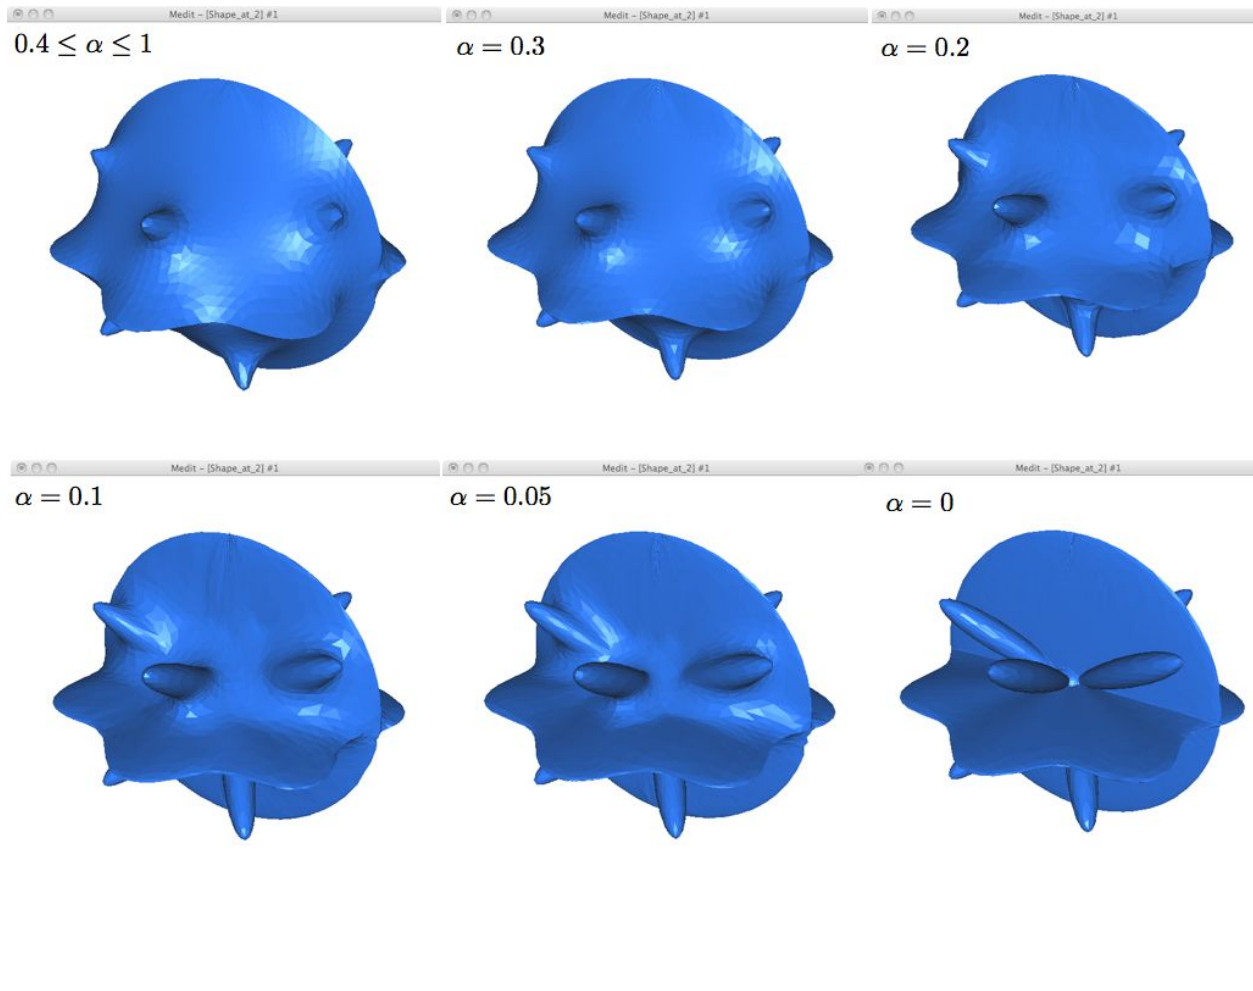 Medit – [Shape_at_2] #1
Medit – [Shape_at_2] #1
Medit – [Shape_at_2] #1
0.4 ≤ α ≤ 1
α = 0.3
α = 0.2
Medit – [Shape_at_2] #1
Medit – [Shape_at_2] #1
Medit – [Shape_at_2] #1
α = 0.1
α = 0.05
α = 0